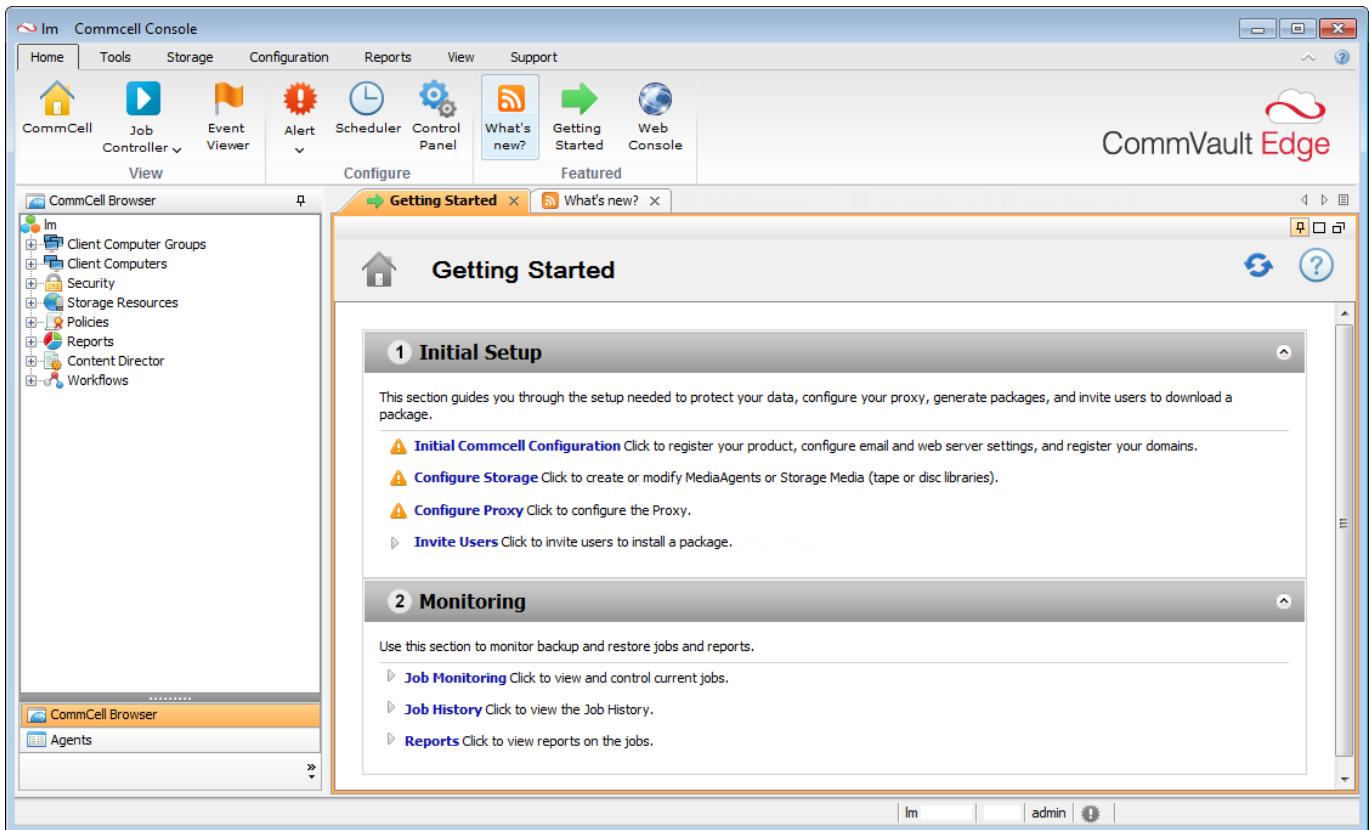 lm Commcell Console
Home Tools Storage Configuration Reports View Support
CommCell Job Controller Event Viewer Alert Scheduler Control Panel What's new? Getting Started Web Console
View Configure Featured
CommVault Edge
CommCell Browser
Getting Started What's new?
lm
Client Computer Groups
Client Computers
Security
Storage Resources
Policies
Reports
Content Director
Workflows
CommCell Browser
Agents
Getting Started
1 Initial Setup
This section guides you through the setup needed to protect your data, configure your proxy, generate packages, and invite users to download a
package.
Initial Commcell Configuration Click to register your product, configure email and web server settings, and register your domains.
Configure Storage Click to create or modify MediaAgents or Storage Media (tape or disc libraries).
Configure Proxy Click to configure the Proxy.
Invite Users Click to invite users to install a package.
2 Monitoring
Use this section to monitor backup and restore jobs and reports.
Job Monitoring Click to view and control current jobs.
Job History Click to view the Job History.
Reports Click to view reports on the jobs.
lm admin